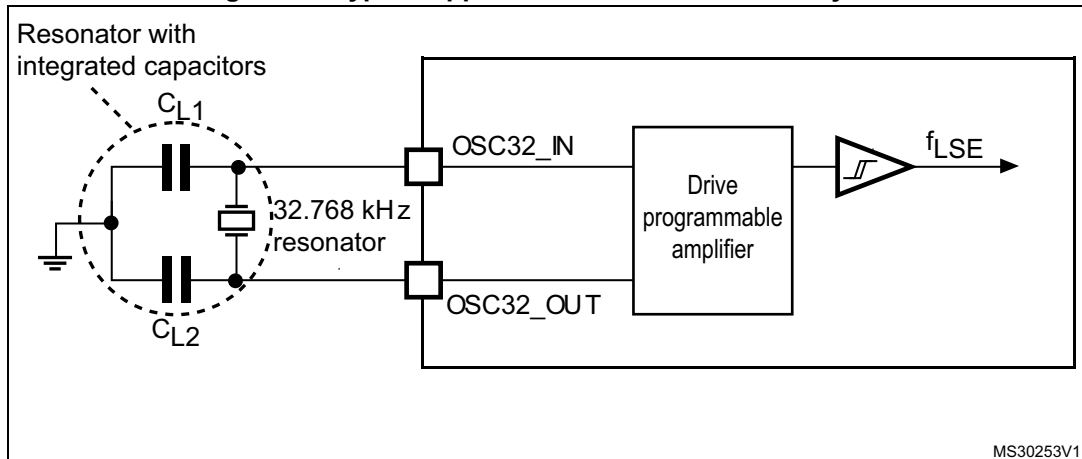 Resonator with
integrated capacitors
CL1
OSC32_IN
fLSE
Drive
programmable
amplifier
32.768 kHz
resonator
OSC32_OUT
CL2
MS30253V1